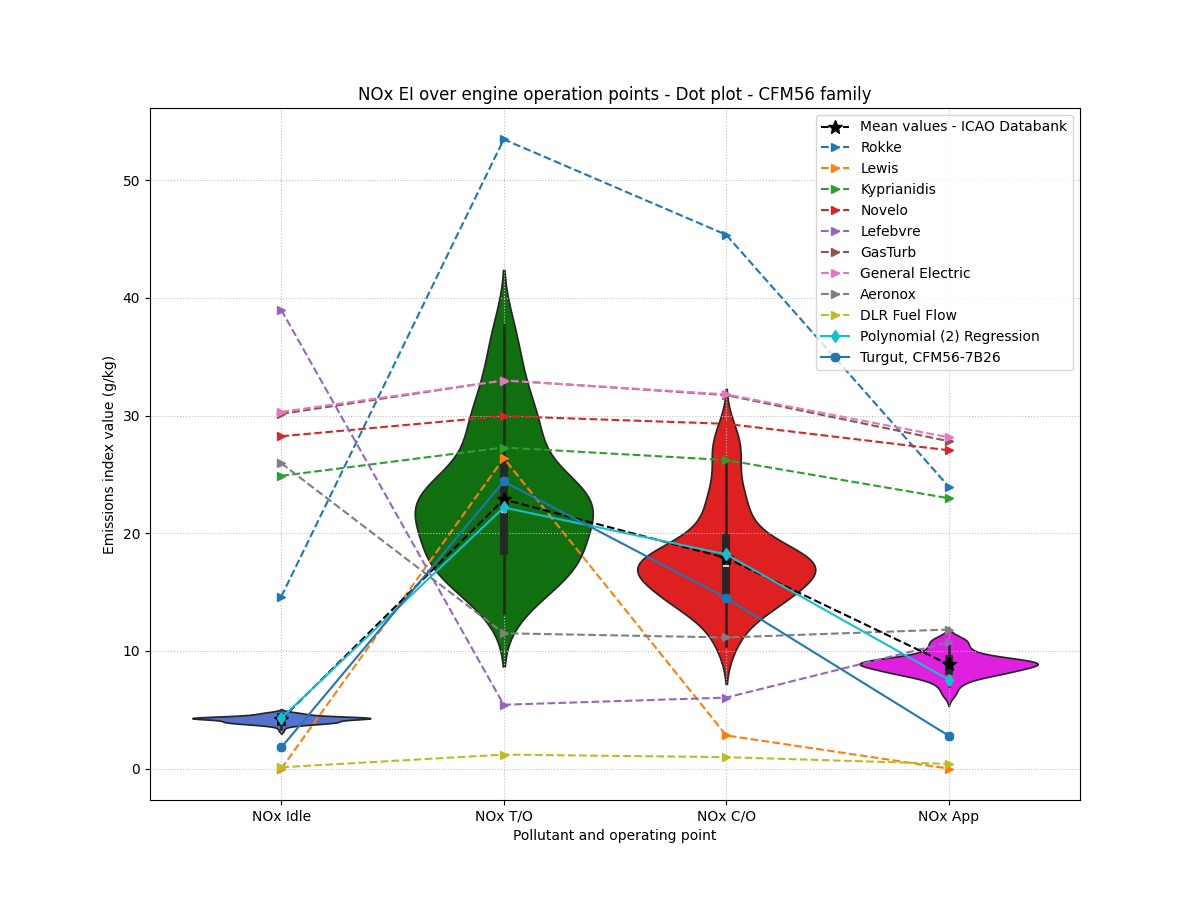 NOx EI over engine operation points - Dot plot - CFM56 family
Mean values - ICAO Databank
Rokke
Lewis
Kyprianidis
Novelo
Lefebvre
GasTurb
General Electric
Aeronox
DLR Fuel Flow
Polynomial (2) Regression
Turgut, CFM56-7B26
Emissions index value (g/kg)
50
40
30
20
10
0
NOx Idle
NOx T/O
NOx C/O
NOx App
Pollutant and operating point